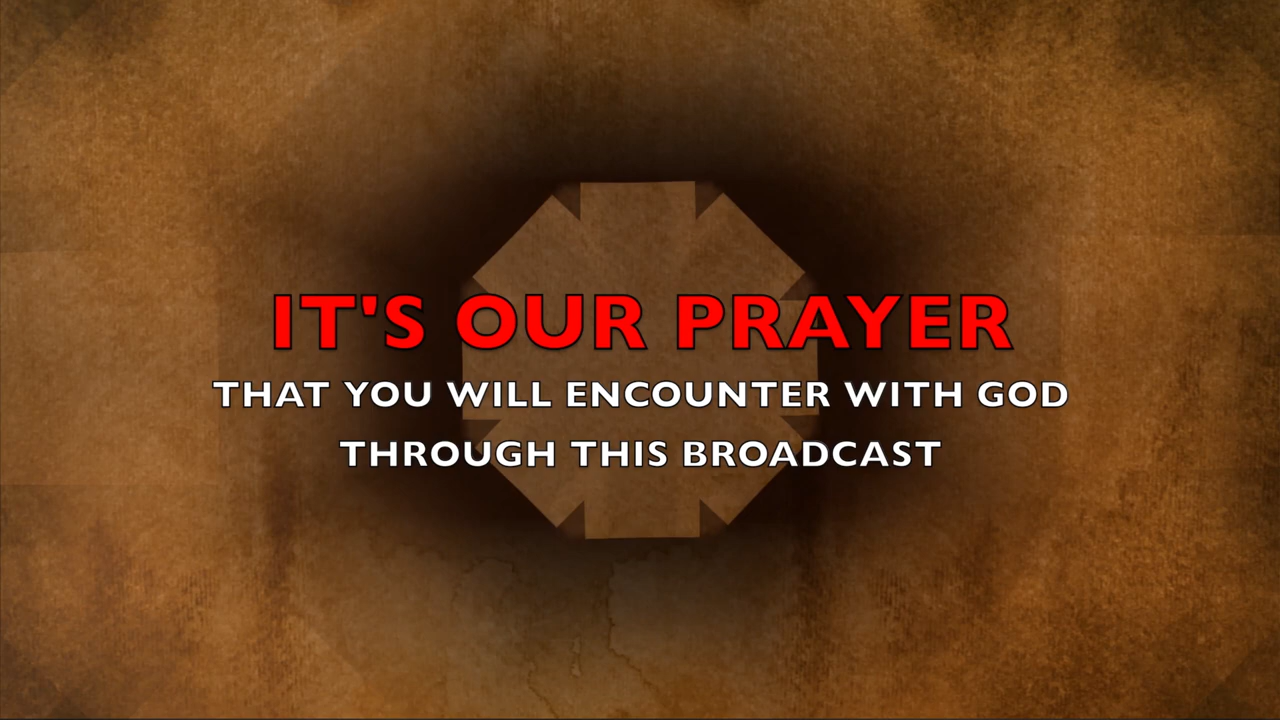 IT'S OUR PRAYER
THAT YOU WILL ENCOUNTER WITH GOD
THROUGH THIS BROADCAST